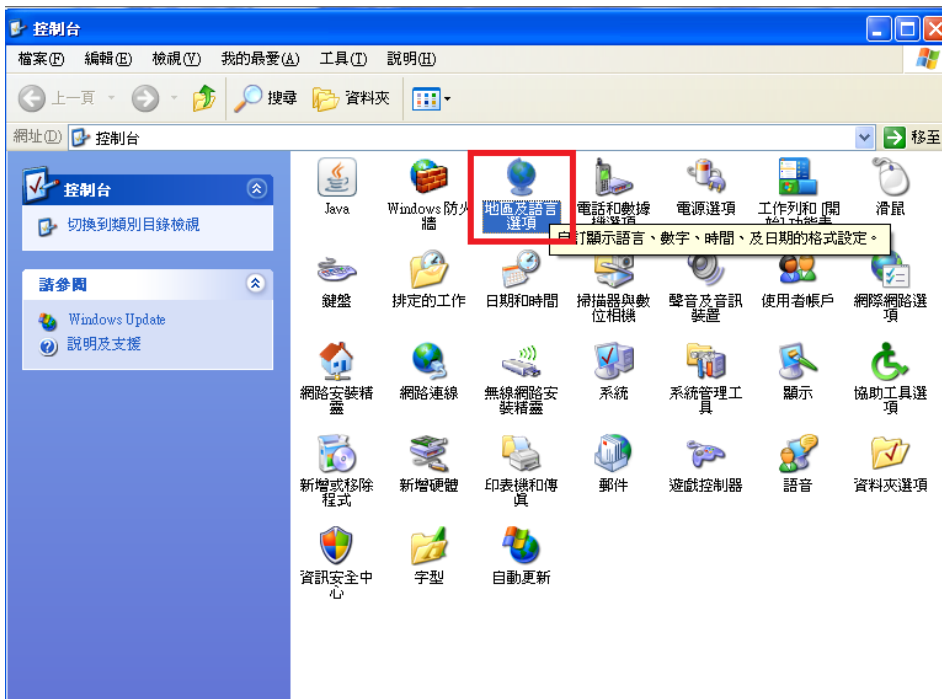 控制台
檔案(F) 編輯(E) 檢視(V) 我的最愛(A) 工具(T) 說明(H)
上一頁 搜尋 資料夾
網址(D) 控制台 移至
控制台
切換到類別目錄檢視
請參閱
Windows Update
說明及支援
Java
Windows 防火
牆
地區及語言
選項
電話和數據
機選項
電源選項
工作列和 [開
始] 功能表
滑鼠
自訂顯示語言、數字、時間、及日期的格式設定。
鍵盤
排定的工作
日期和時間
掃描器與數
位相機
聲音及音訊
裝置
使用者帳戶
網際網路選
項
網路安裝精
靈
網路連線
無線網路安
裝精靈
系統
系統管理工
具
顯示
協助工具選
項
新增或移除
程式
新增硬體
印表機和傳
真
郵件
遊戲控制器
語音
資料夾選項
資訊安全中
心
字型
自動更新